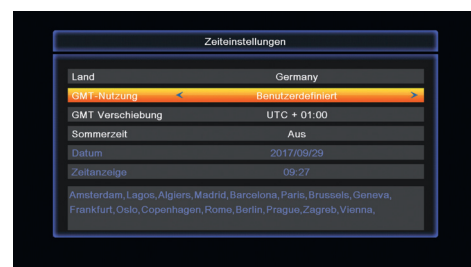 Zeiteinstellungen
Land Germany
GMT-Nutzung < Benutzerdefiniert >
GMT Verschiebung UTC + 01:00
Sommerzeit Aus
Datum 2017/09/29
Zeitanzeige 09:27
Amsterdam,Lagos,Algiers,Madrid,Barcelona,Paris,Brussels,Geneva,
Frankfurt,Oslo,Copenhagen,Rome,Berlin,Prague,Zagreb,Vienna,